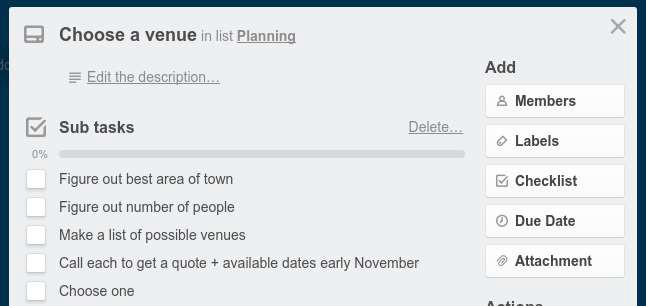 Choose a venue in list Planning
Edit the description...
Sub tasks
Delete...
0%
Figure out best area of town
Figure out number of people
Make a list of possible venues
Call each to get a quote + available dates early November
Choose one
Add
Members
Labels
Checklist
Due Date
Attachment
Actions